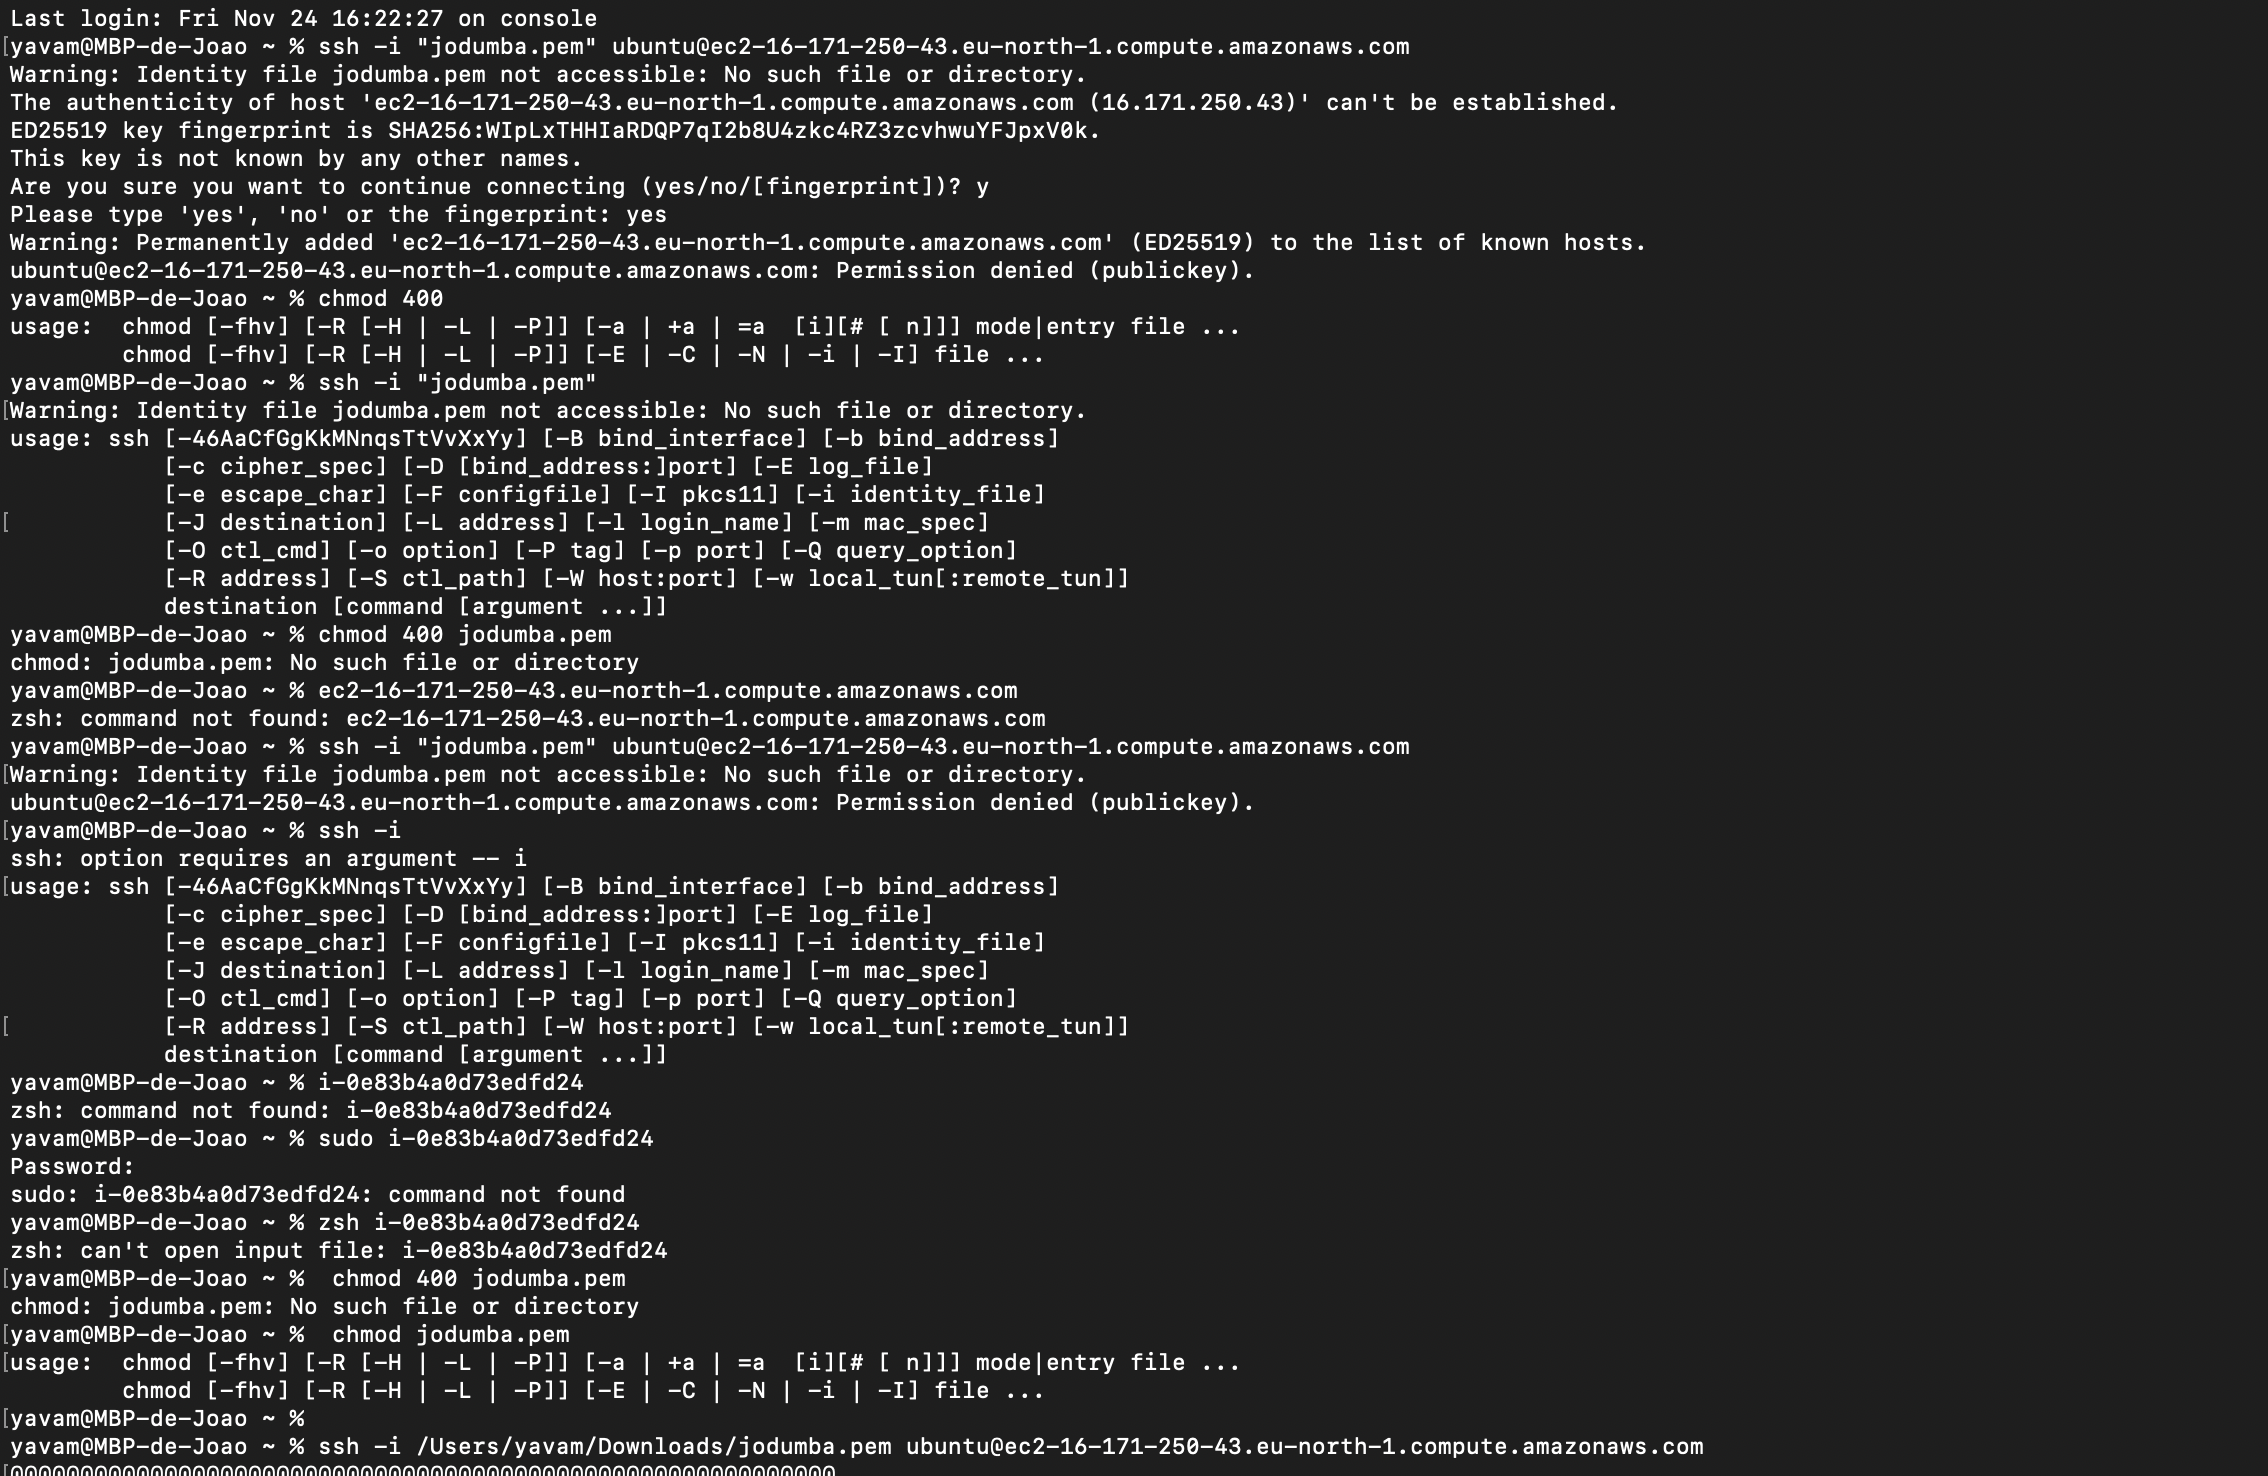 Last login: Fri Nov 24 16:22:27 on console
[yavam@MBP-de-Joao ~ % ssh -i "jodumba.pem" ubuntu@ec2-16-171-250-43.eu-north-1.compute.amazonaws.com
Warning: Identity file jodumba.pem not accessible: No such file or directory.
The authenticity of host 'ec2-16-171-250-43.eu-north-1.compute.amazonaws.com (16.171.250.43)' can't be established.
ED25519 key fingerprint is SHA256:WIpLxTHHIaRDQP7qI2b8U4zkc4RZ3zcvhwuYFJpxV0k.
This key is not known by any other names.
Are you sure you want to continue connecting (yes/no/[fingerprint])? y
Please type 'yes', 'no' or the fingerprint: yes
Warning: Permanently added 'ec2-16-171-250-43.eu-north-1.compute.amazonaws.com' (ED25519) to the list of known hosts.
ubuntu@ec2-16-171-250-43.eu-north-1.compute.amazonaws.com: Permission denied (publickey).
yavam@MBP-de-Joao ~ % chmod 400
usage:  chmod [-fhv] [-R [-H | -L | -P]] [-a | +a | =a  [i][# [ n]]] mode|entry file ...
        chmod [-fhv] [-R [-H | -L | -P]] [-E | -C | -N | -i | -I] file ...
yavam@MBP-de-Joao ~ % ssh -i "jodumba.pem"
[Warning: Identity file jodumba.pem not accessible: No such file or directory.
usage: ssh [-46AaCfGgKkMNnqsTtVvXxYy] [-B bind_interface] [-b bind_address]
           [-c cipher_spec] [-D [bind_address:]port] [-E log_file]
           [-e escape_char] [-F configfile] [-I pkcs11] [-i identity_file]
[           [-J destination] [-L address] [-l login_name] [-m mac_spec]
           [-O ctl_cmd] [-o option] [-P tag] [-p port] [-Q query_option]
           [-R address] [-S ctl_path] [-W host:port] [-w local_tun[:remote_tun]]
           destination [command [argument ...]]
yavam@MBP-de-Joao ~ % chmod 400 jodumba.pem
chmod: jodumba.pem: No such file or directory
yavam@MBP-de-Joao ~ % ec2-16-171-250-43.eu-north-1.compute.amazonaws.com
zsh: command not found: ec2-16-171-250-43.eu-north-1.compute.amazonaws.com
yavam@MBP-de-Joao ~ % ssh -i "jodumba.pem" ubuntu@ec2-16-171-250-43.eu-north-1.compute.amazonaws.com
[Warning: Identity file jodumba.pem not accessible: No such file or directory.
ubuntu@ec2-16-171-250-43.eu-north-1.compute.amazonaws.com: Permission denied (publickey).
[yavam@MBP-de-Joao ~ % ssh -i
ssh: option requires an argument -- i
[usage: ssh [-46AaCfGgKkMNnqsTtVvXxYy] [-B bind_interface] [-b bind_address]
           [-c cipher_spec] [-D [bind_address:]port] [-E log_file]
           [-e escape_char] [-F configfile] [-I pkcs11] [-i identity_file]
           [-J destination] [-L address] [-l login_name] [-m mac_spec]
           [-O ctl_cmd] [-o option] [-P tag] [-p port] [-Q query_option]
[           [-R address] [-S ctl_path] [-W host:port] [-w local_tun[:remote_tun]]
           destination [command [argument ...]]
yavam@MBP-de-Joao ~ % i-0e83b4a0d73edfd24
zsh: command not found: i-0e83b4a0d73edfd24
yavam@MBP-de-Joao ~ % sudo i-0e83b4a0d73edfd24
Password:
sudo: i-0e83b4a0d73edfd24: command not found
yavam@MBP-de-Joao ~ % zsh i-0e83b4a0d73edfd24
zsh: can't open input file: i-0e83b4a0d73edfd24
[yavam@MBP-de-Joao ~ %  chmod 400 jodumba.pem
chmod: jodumba.pem: No such file or directory
[yavam@MBP-de-Joao ~ %  chmod jodumba.pem
[usage:  chmod [-fhv] [-R [-H | -L | -P]] [-a | +a | =a  [i][# [ n]]] mode|entry file ...
        chmod [-fhv] [-R [-H | -L | -P]] [-E | -C | -N | -i | -I] file ...
[yavam@MBP-de-Joao ~ %
yavam@MBP-de-Joao ~ % ssh -i /Users/yavam/Downloads/jodumba.pem ubuntu@ec2-16-171-250-43.eu-north-1.compute.amazonaws.com